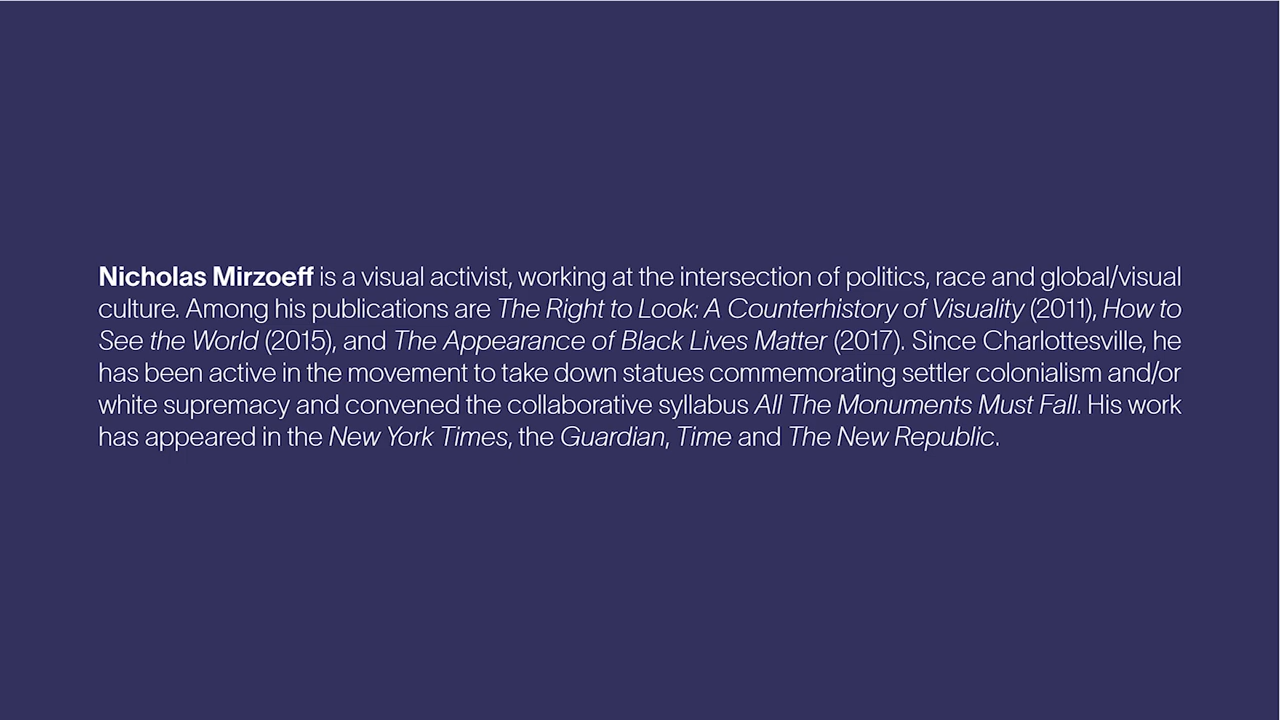 Nicholas Mirzoeff is a visual activist, working at the intersection of politics, race and global/visual
culture. Among his publications are The Right to Look: A Counterhistory of Visuality (2011), How to
See the World (2015), and The Appearance of Black Lives Matter (2017). Since Charlottesville, he
has been active in the movement to take down statues commemorating settler colonialism and/or
white supremacy and convened the collaborative syllabus All The Monuments Must Fall. His work
has appeared in the New York Times, the Guardian, Time and The New Republic.